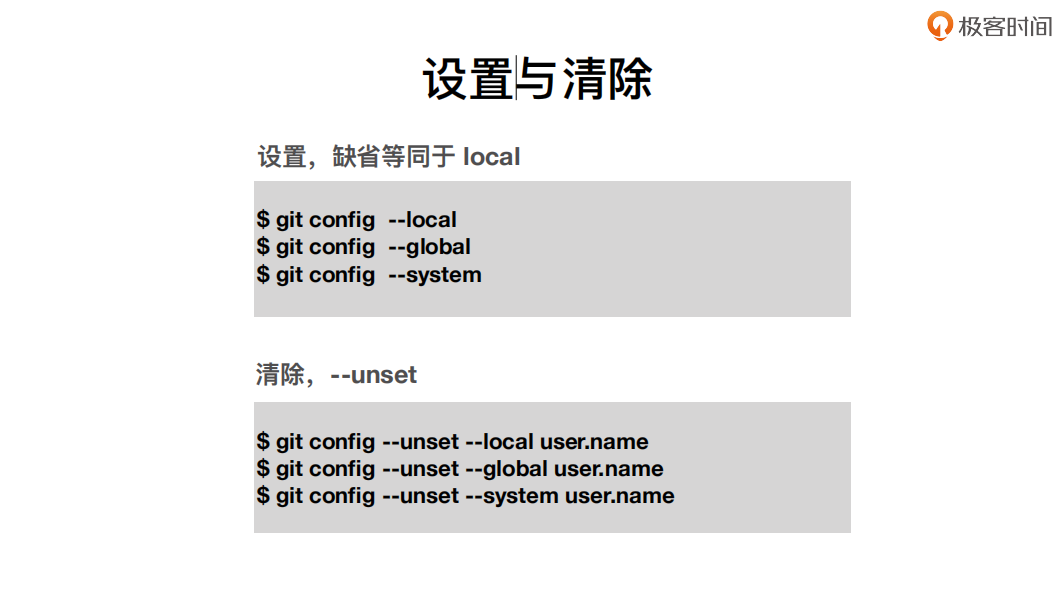 极客时间
设置与清除
设置，缺省等同于 local
$ git config  --local
$ git config  --global
$ git config  --system
清除，--unset
$ git config --unset --local user.name
$ git config --unset --global user.name
$ git config --unset --system user.name